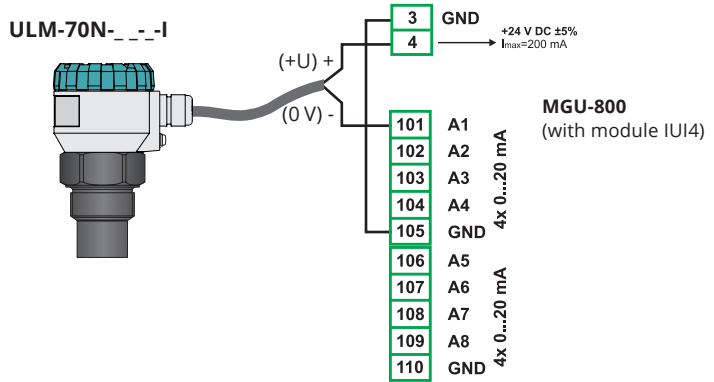 ULM-70N-_ _-_-I
3 GND
4 +24 V DC ±5%
Imax=200 mA
(+U) +
(0 V) -
MGU-800
(with module IUI4)
101 A1
102 A2
103 A3
104 A4
105 GND
4x 0...20 mA
106 A5
107 A6
108 A7
109 A8
110 GND
4x 0...20 mA